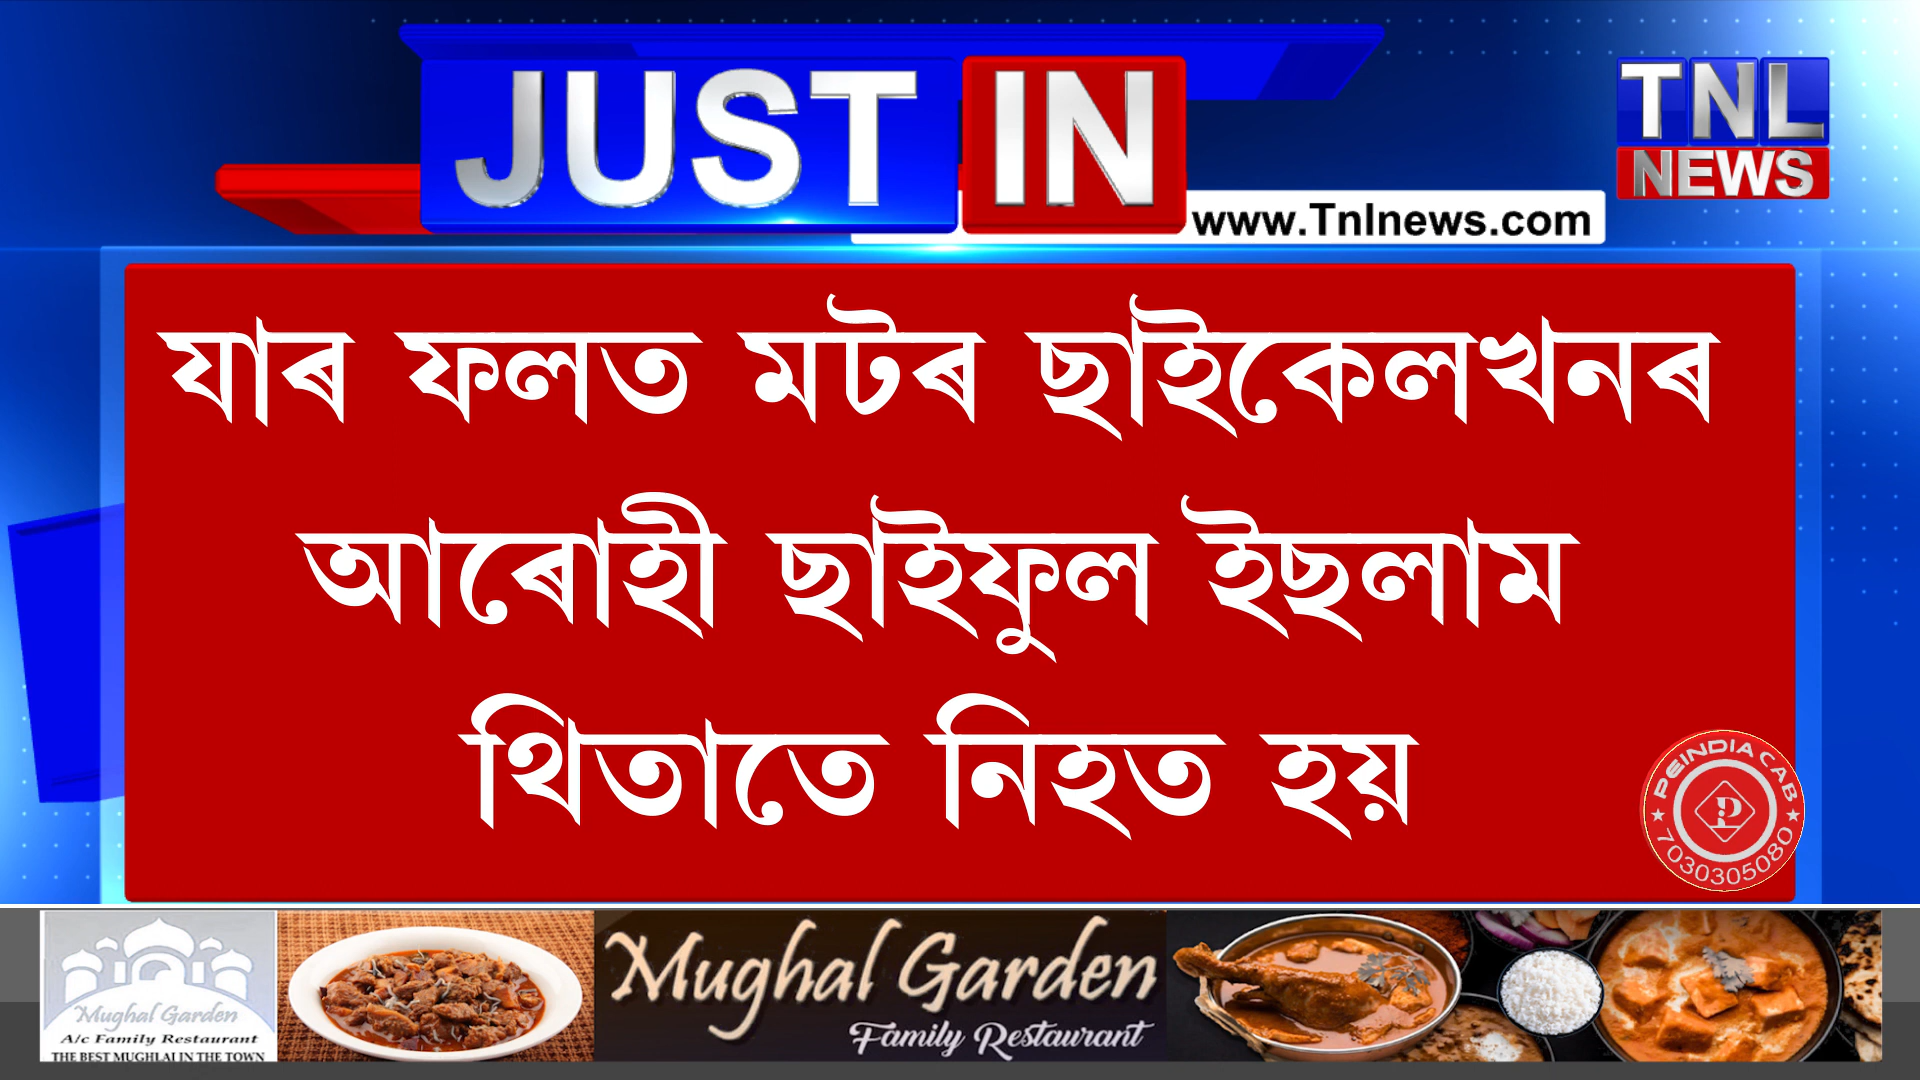 JUST IN
TNL
NEWS
www.Tnlnews.com
যাৰ ফলত মটৰ ছাইকেলখনৰ
আৰোহী ছাইফুল ইছলাম
থিতাতে নিহত হয়
PEINDIA CAB
7030305080
Mughal Garden
A/c Family Restaurant
THE BEST MUGHLAI IN THE TOWN
Mughal Garden
Family Restaurant